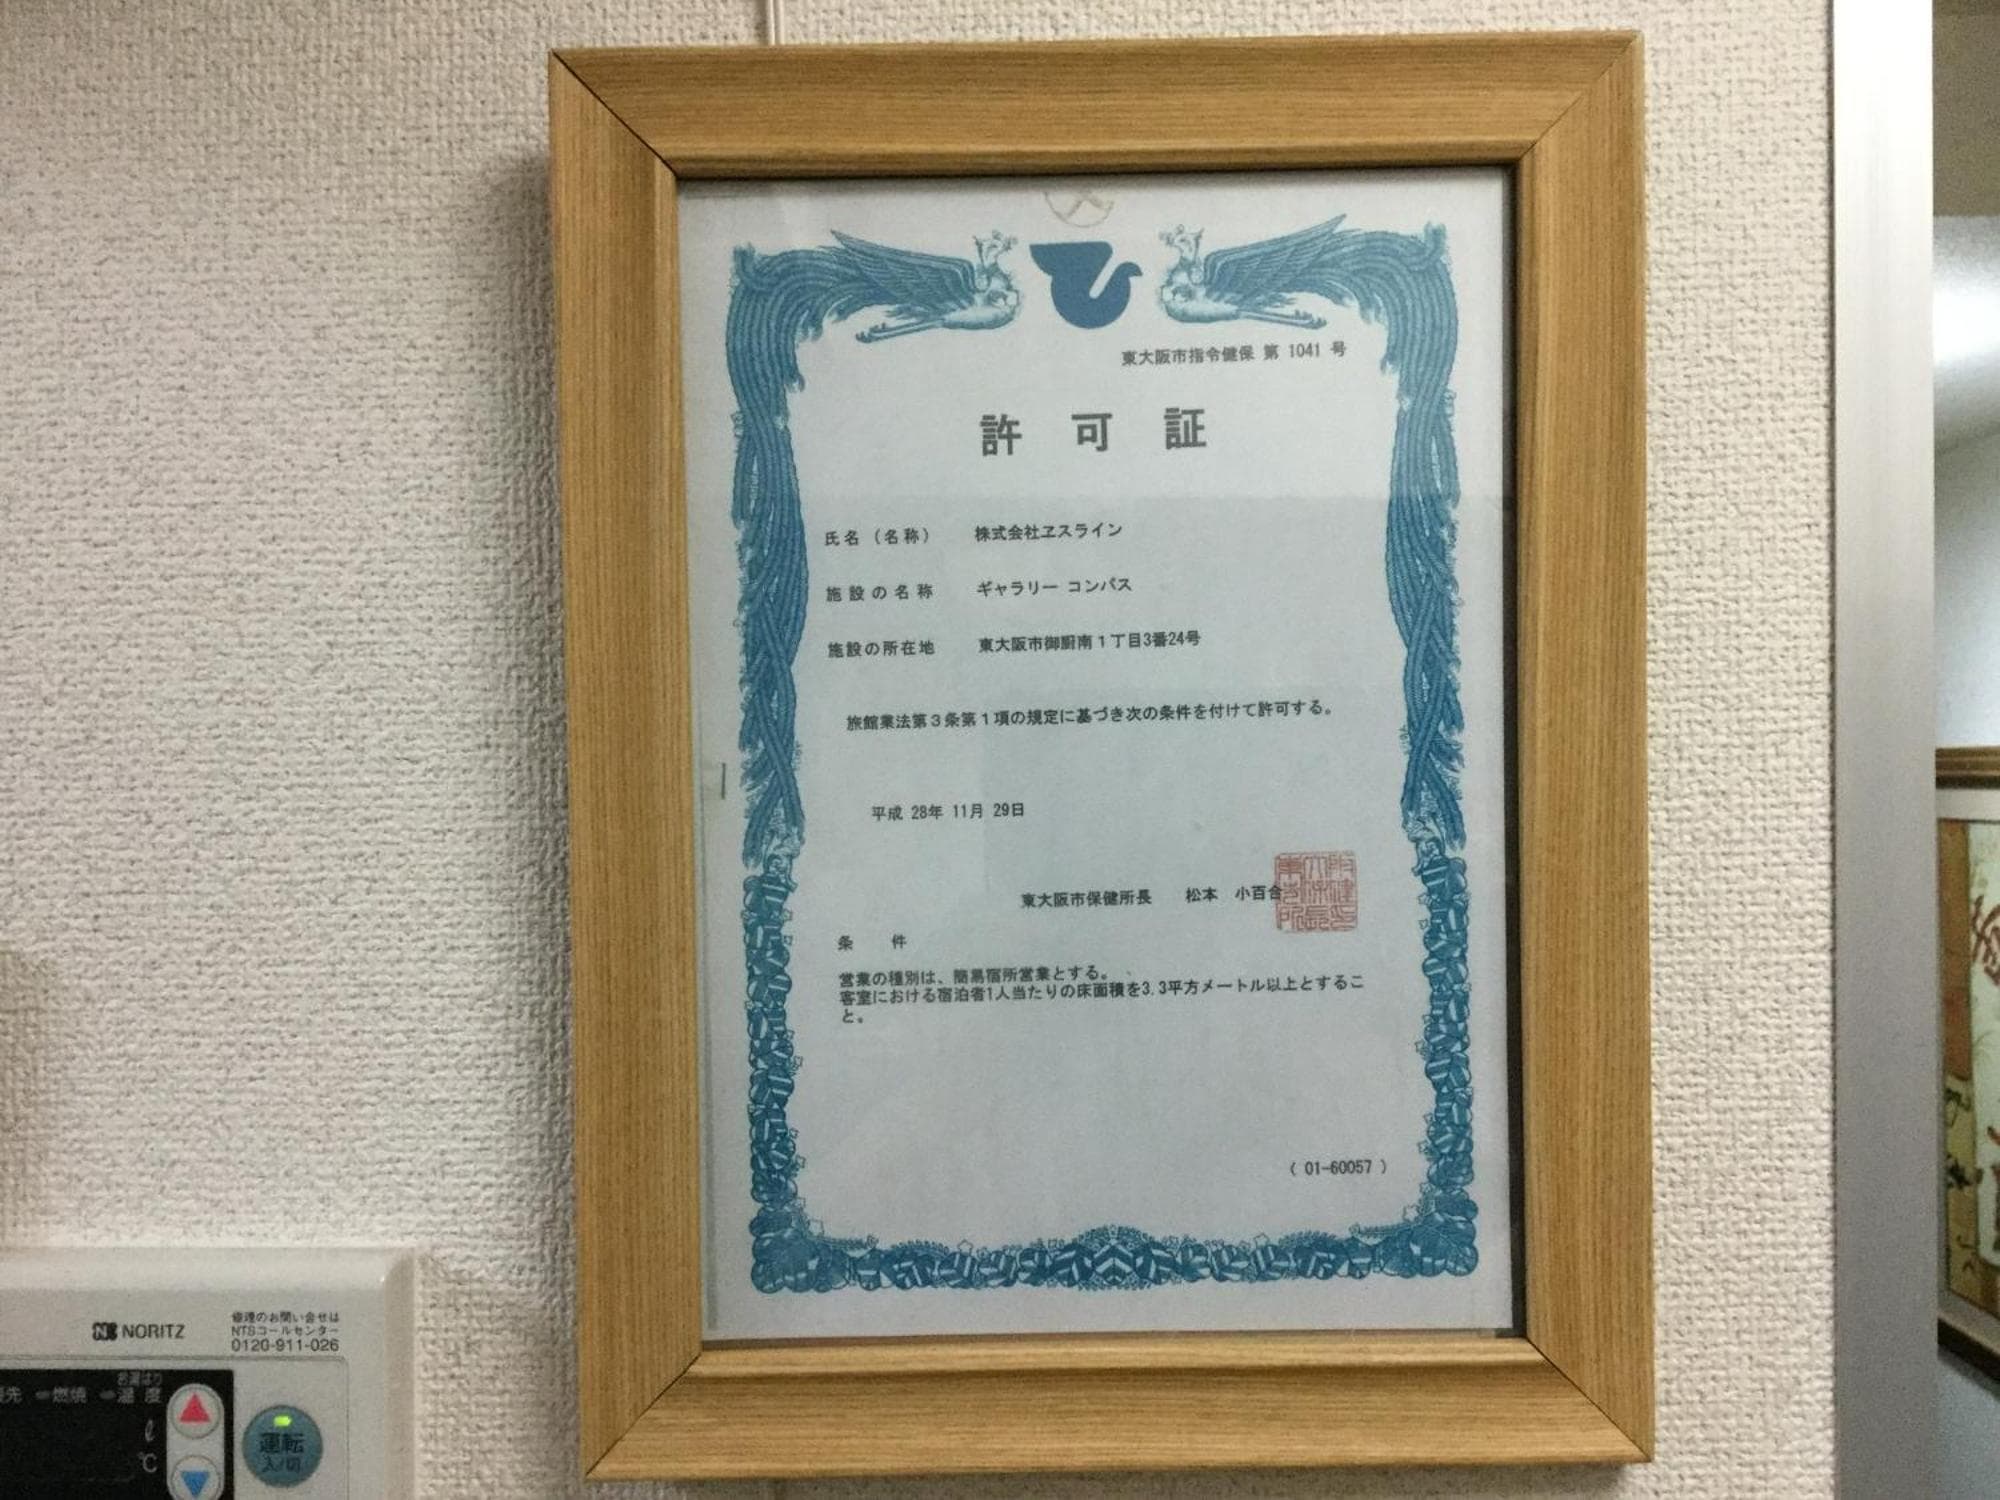 東大阪市指令健保 第 1041 号
許可証
氏名（名称） 株式会社ヱスライン
施設の名称 ギャラリー コンパス
施設の所在地 東大阪市御厨南１丁目3番24号
旅館業法第３条第１項の規定に基づき次の条件を付けて許可する。
平成 28年 11月 29日
東大阪市保健所長 松本 小百合
条 件
営業の種別は、簡易宿所営業とする。
客室における宿泊者1人当たりの床面積を3.3平方メートル以上とするこ
と。
( 01-60057 )
NORITZ
修理のお問い合せは
NTSコールセンター
0120-911-026
お湯はり
先 燃焼 温度
ℓ
℃
運転
入/切